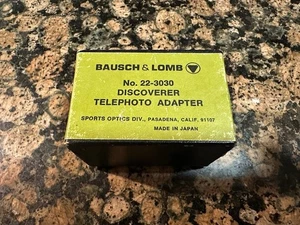 BAUSCH & LOMB
No. 22-3030
DISCOVERER
TELEPHOTO ADAPTER
SPORTS OPTICS DIV., PASADENA, CALIF. 91107
MADE IN JAPAN